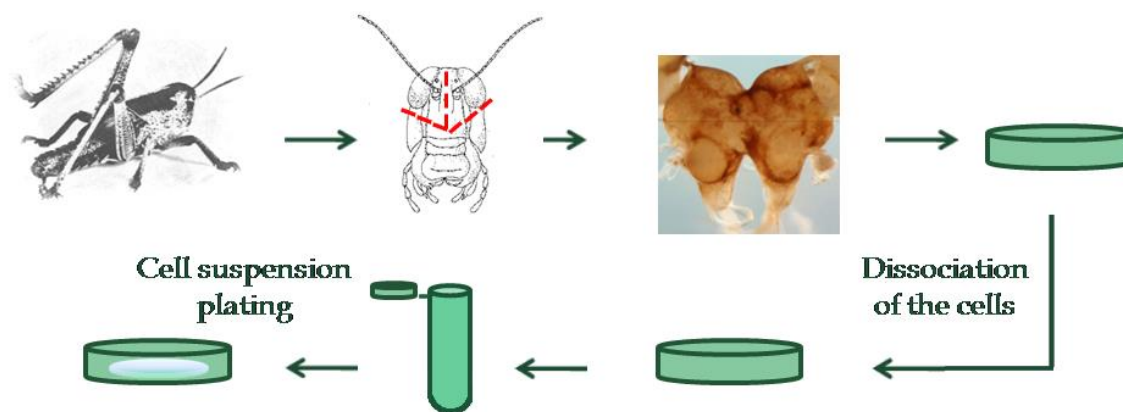 Cell suspension
plating
Dissociation
of the cells